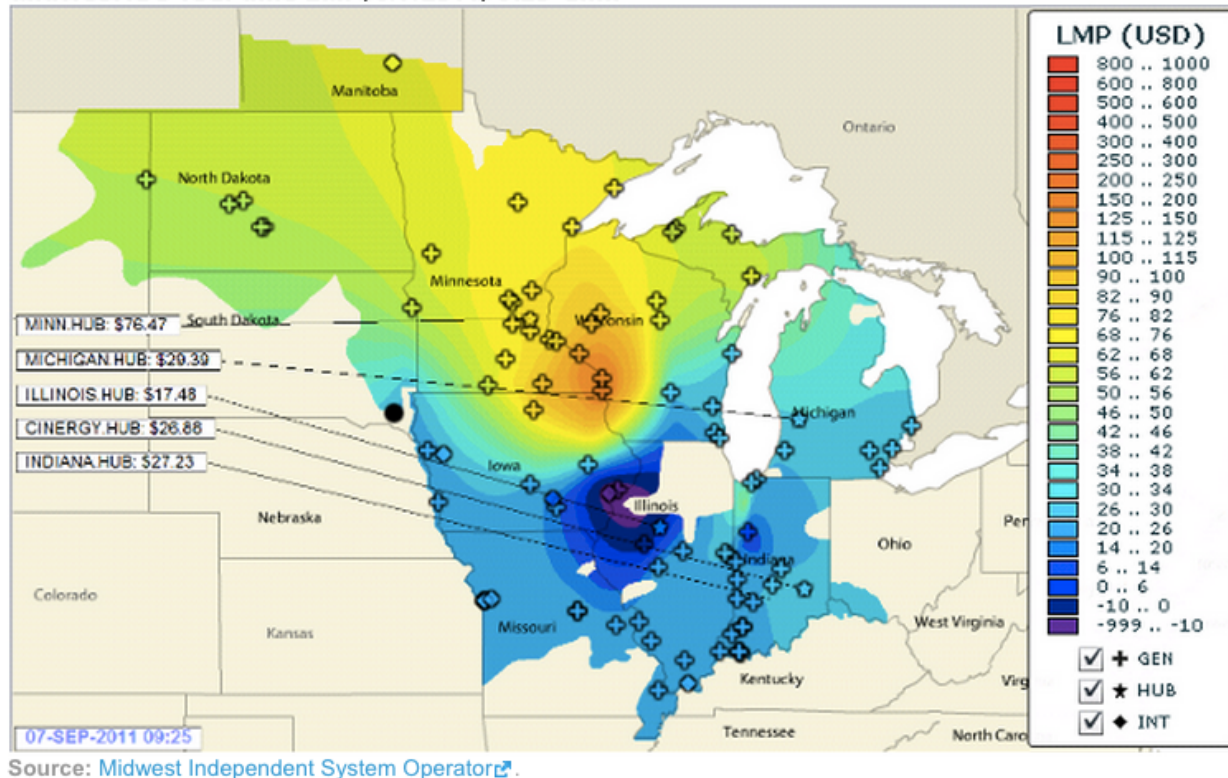 LMP (USD)
800 .. 1000
600 .. 800
500 .. 600
400 .. 500
300 .. 400
250 .. 300
200 .. 250
150 .. 200
125 .. 150
115 .. 125
100 .. 115
90 .. 100
82 .. 90
76 .. 82
68 .. 76
62 .. 68
56 .. 62
50 .. 56
46 .. 50
42 .. 46
38 .. 42
34 .. 38
30 .. 34
26 .. 30
20 .. 26
14 .. 20
6 .. 14
0 .. 6
-10 .. 0
-999 .. -10
GEN
HUB
INT
Manitoba
Ontario
North Dakota
Minnesota
South Dakota
Wisconsin
MINN.HUB: $76.47
MICHIGAN.HUB: $29.39
ILLINOIS.HUB: $17.48
CINERGY.HUB: $26.88
INDIANA.HUB: $27.23
Michigan
Iowa
Illinois
Nebraska
Per
Ohio
Indiana
Colorado
Kansas
Missouri
West Virginia
Kentucky
Virg
Tennessee
North Caro
07-SEP-2011 09:25
Source: Midwest Independent System Operator.